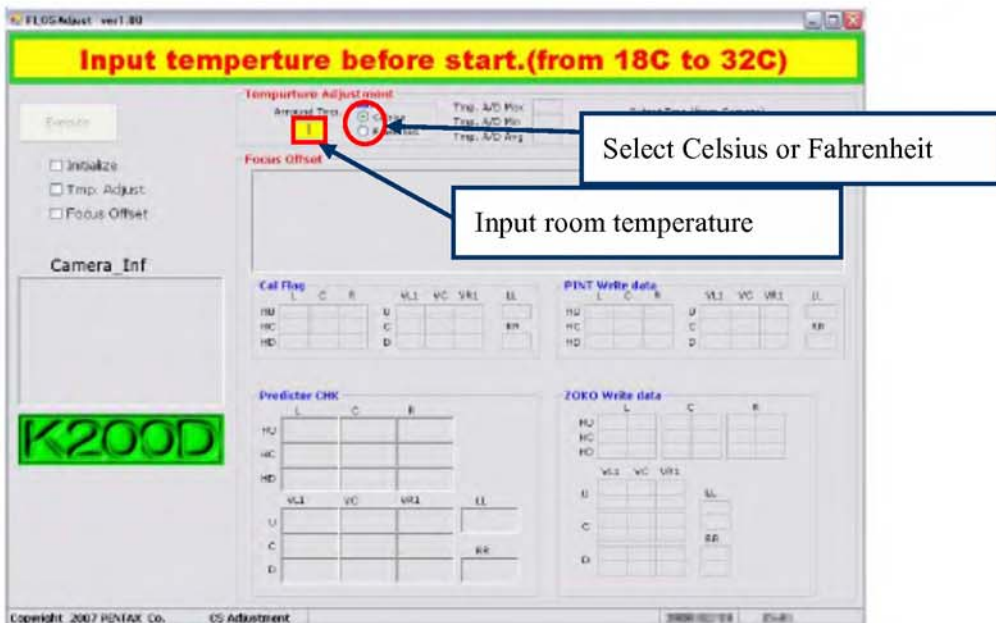 FLOSAdjust ver1.00
Input temperture before start.(from 18C to 32C)
Tempurture Adjustment
Tmp. A/D Max
Tmp. A/D Min
Tmp. A/D Avg
Select Celsius or Fahrenheit
Input room temperature
Execute
Initialize
Tmp. Adjust
Focus Offset
Focus Offset
Camera_Inf
K200D
Cal Flag
L C R VL1 VC VR1 LL
HU U
HC C RR
HD D
PINT Write data
L C R VL1 VC VR1 LL
HU U
HC C RR
HD D
Predicter CHK
L C R
HU
HC
HD
VL1 VC VR1 LL
U
C RR
D
ZOKO Write data
L C R
HU
HC
HD
VL1 VC VR1
U LL
C RR
D
Copyright 2007 PENTAX Co. CS Adjustment